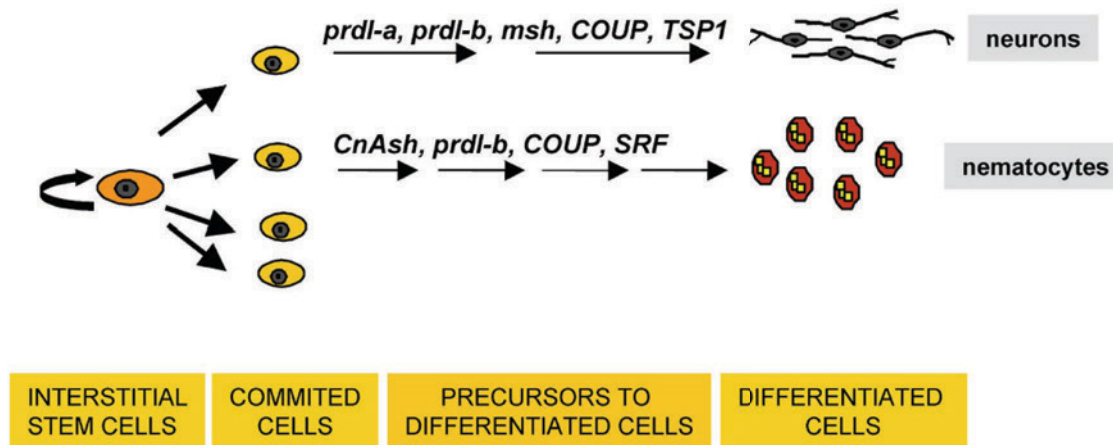 prdl-a, prdl-b, msh, COUP, TSP1
neurons
CnAsh, prdl-b, COUP, SRF
nematocytes
INTERSTITIAL
STEM CELLS
COMMITED
CELLS
PRECURSORS TO
DIFFERENTIATED CELLS
DIFFERENTIATED
CELLS